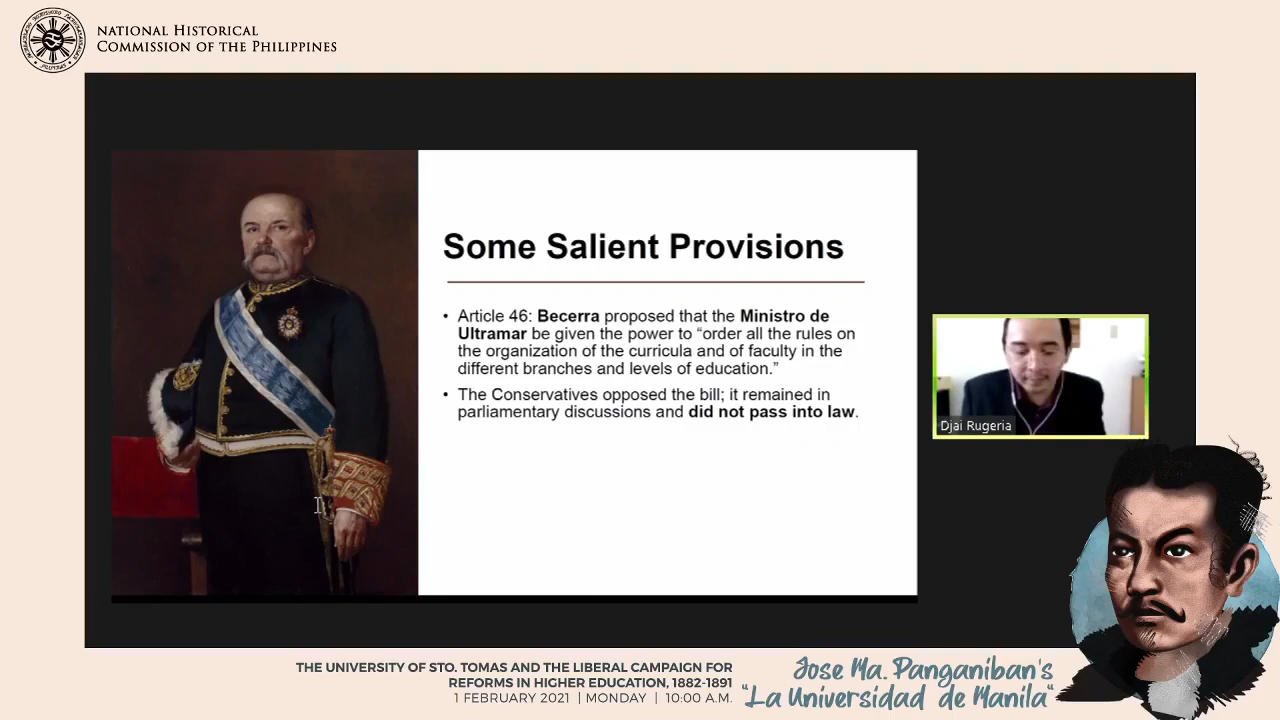 NATIONAL HISTORICAL
COMMISSION OF THE PHILIPPINES
Some Salient Provisions
• Article 46: Becerra proposed that the Ministro de
Ultramar be given the power to “order all the rules on
the organization of the curricula and of faculty in the
different branches and levels of education.”
• The Conservatives opposed the bill; it remained in
parliamentary discussions and did not pass into law.
Djai Rugeria
THE UNIVERSITY OF STO. TOMAS AND THE LIBERAL CAMPAIGN FOR
REFORMS IN HIGHER EDUCATION, 1882-1891
1 FEBRUARY 2021 | MONDAY | 10:00 A.M.
Jose Ma. Panganiban's
"La Universidad de Manila"